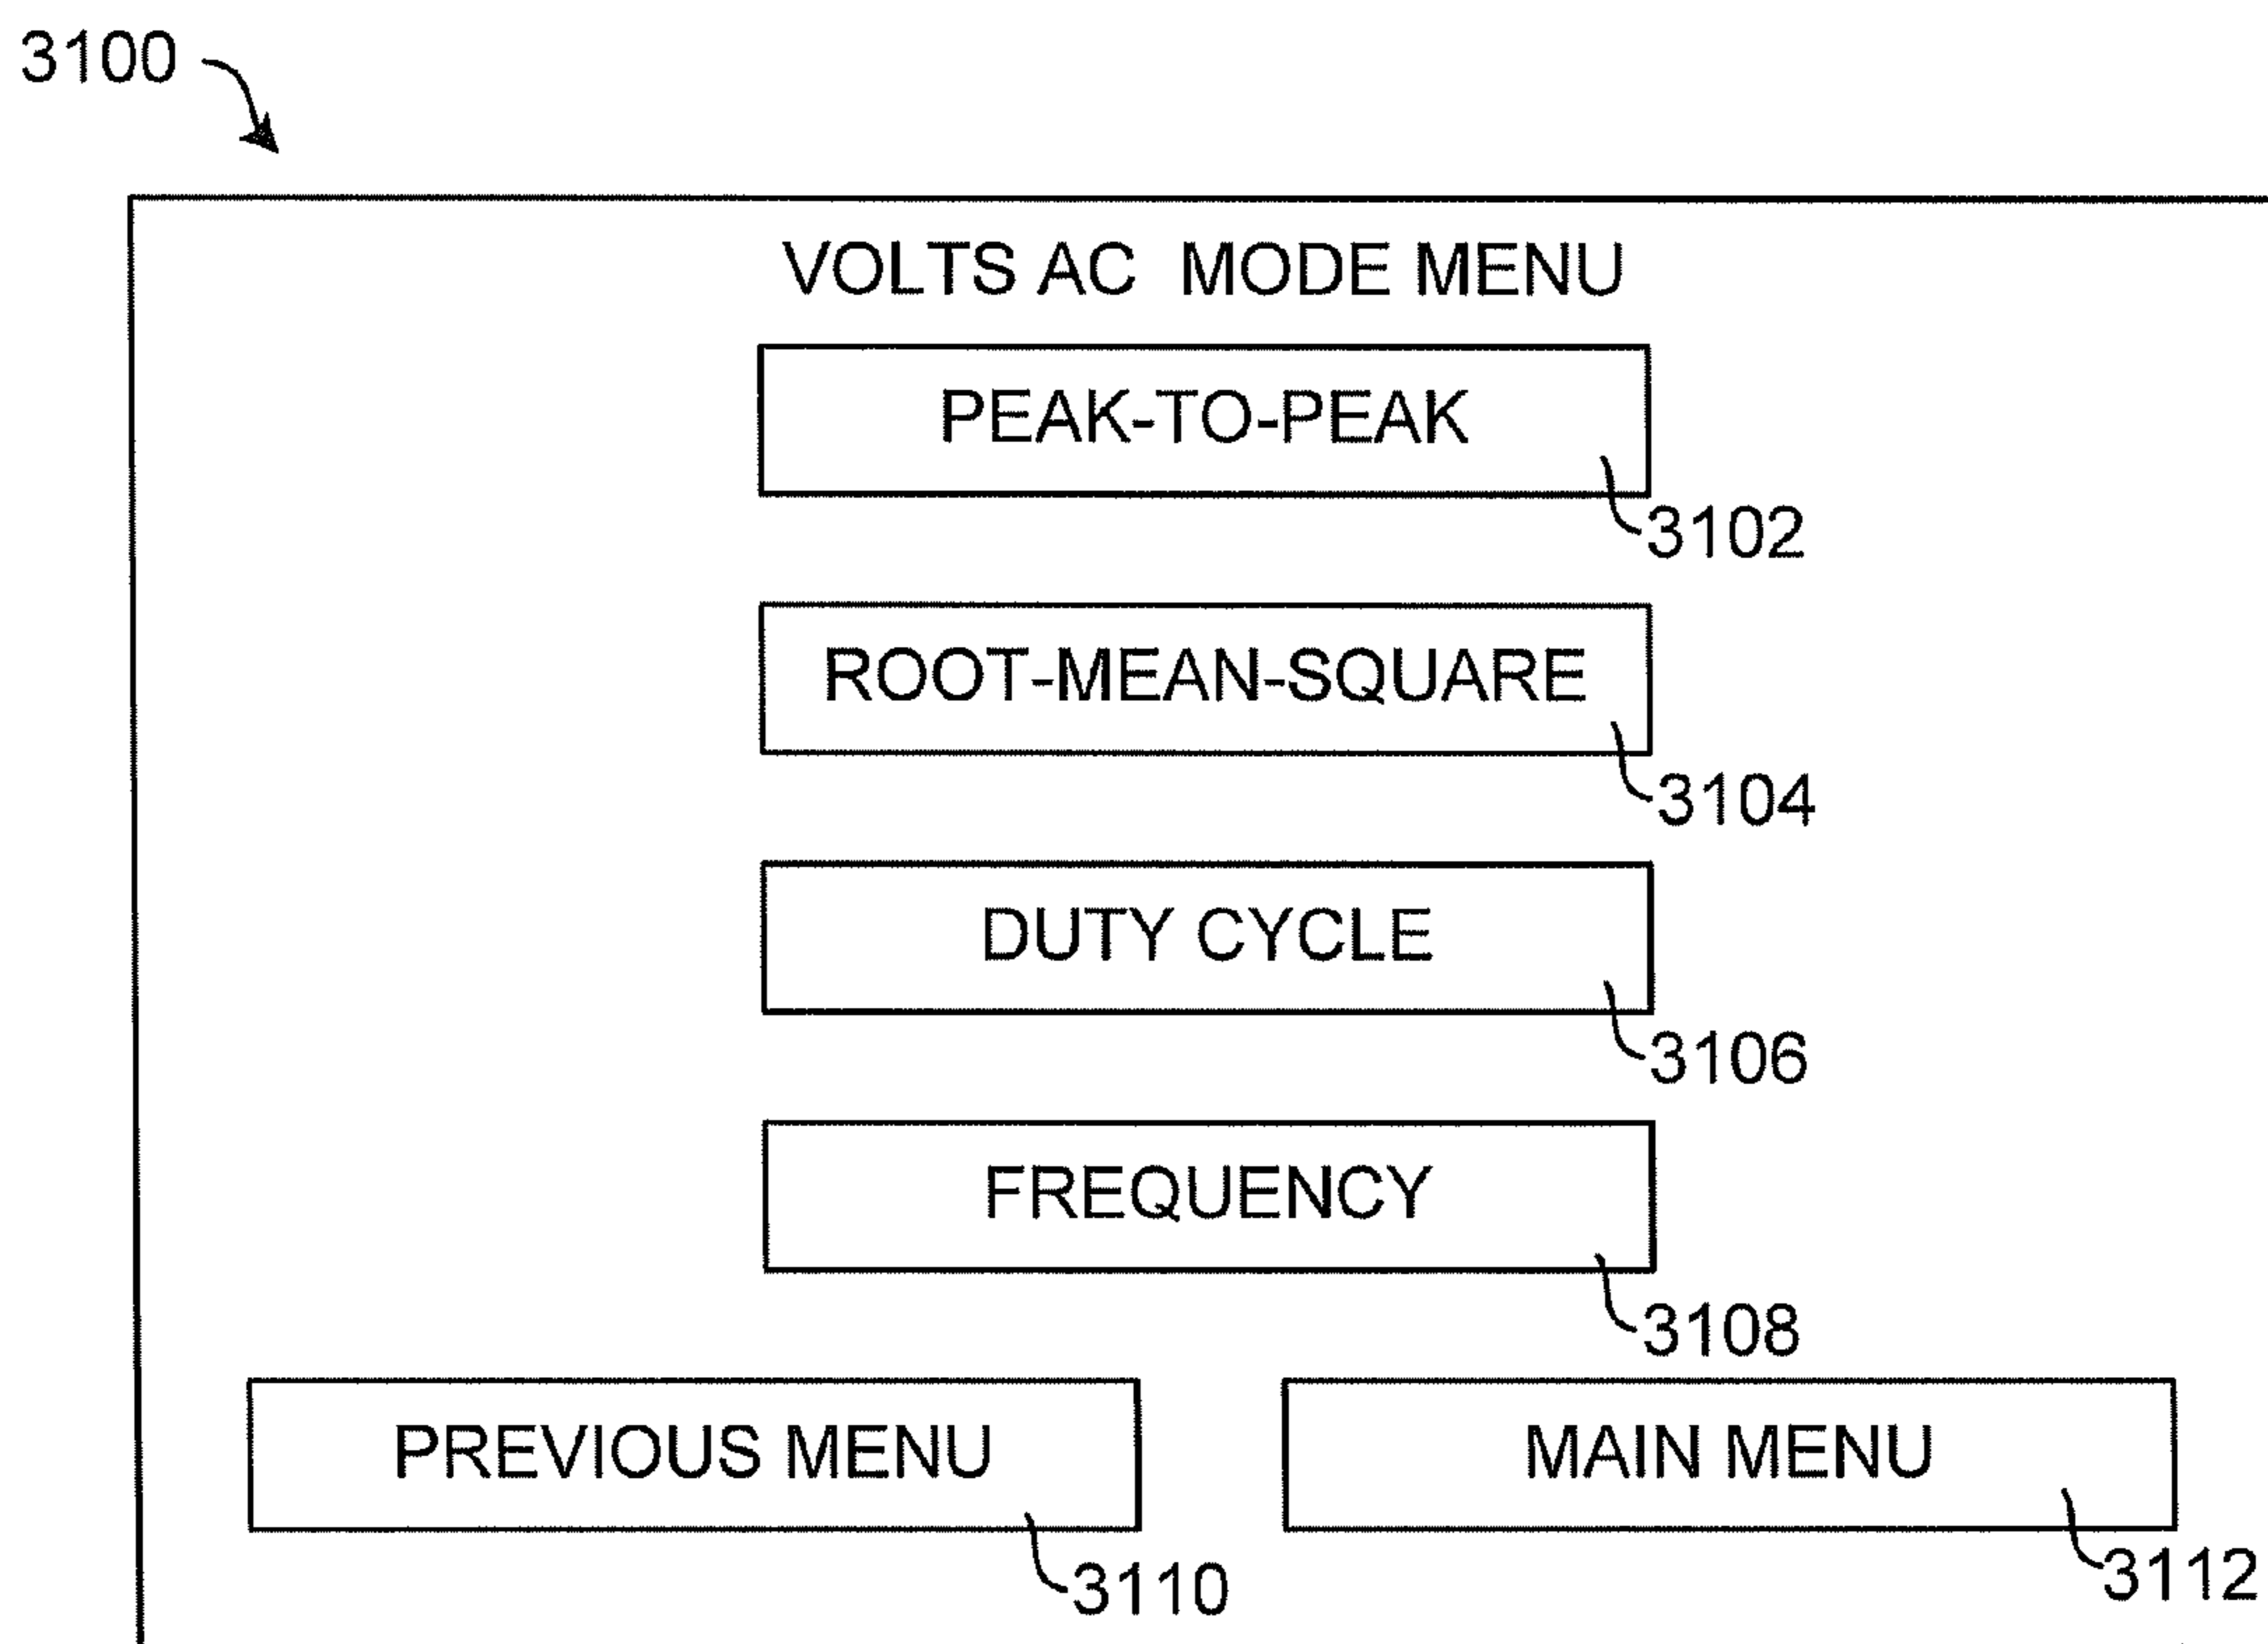 3100
VOLTS AC  MODE MENU
PEAK-TO-PEAK
3102
ROOT-MEAN-SQUARE
3104
DUTY CYCLE
3106
FREQUENCY
3108
PREVIOUS MENU
MAIN MENU
3110
3112